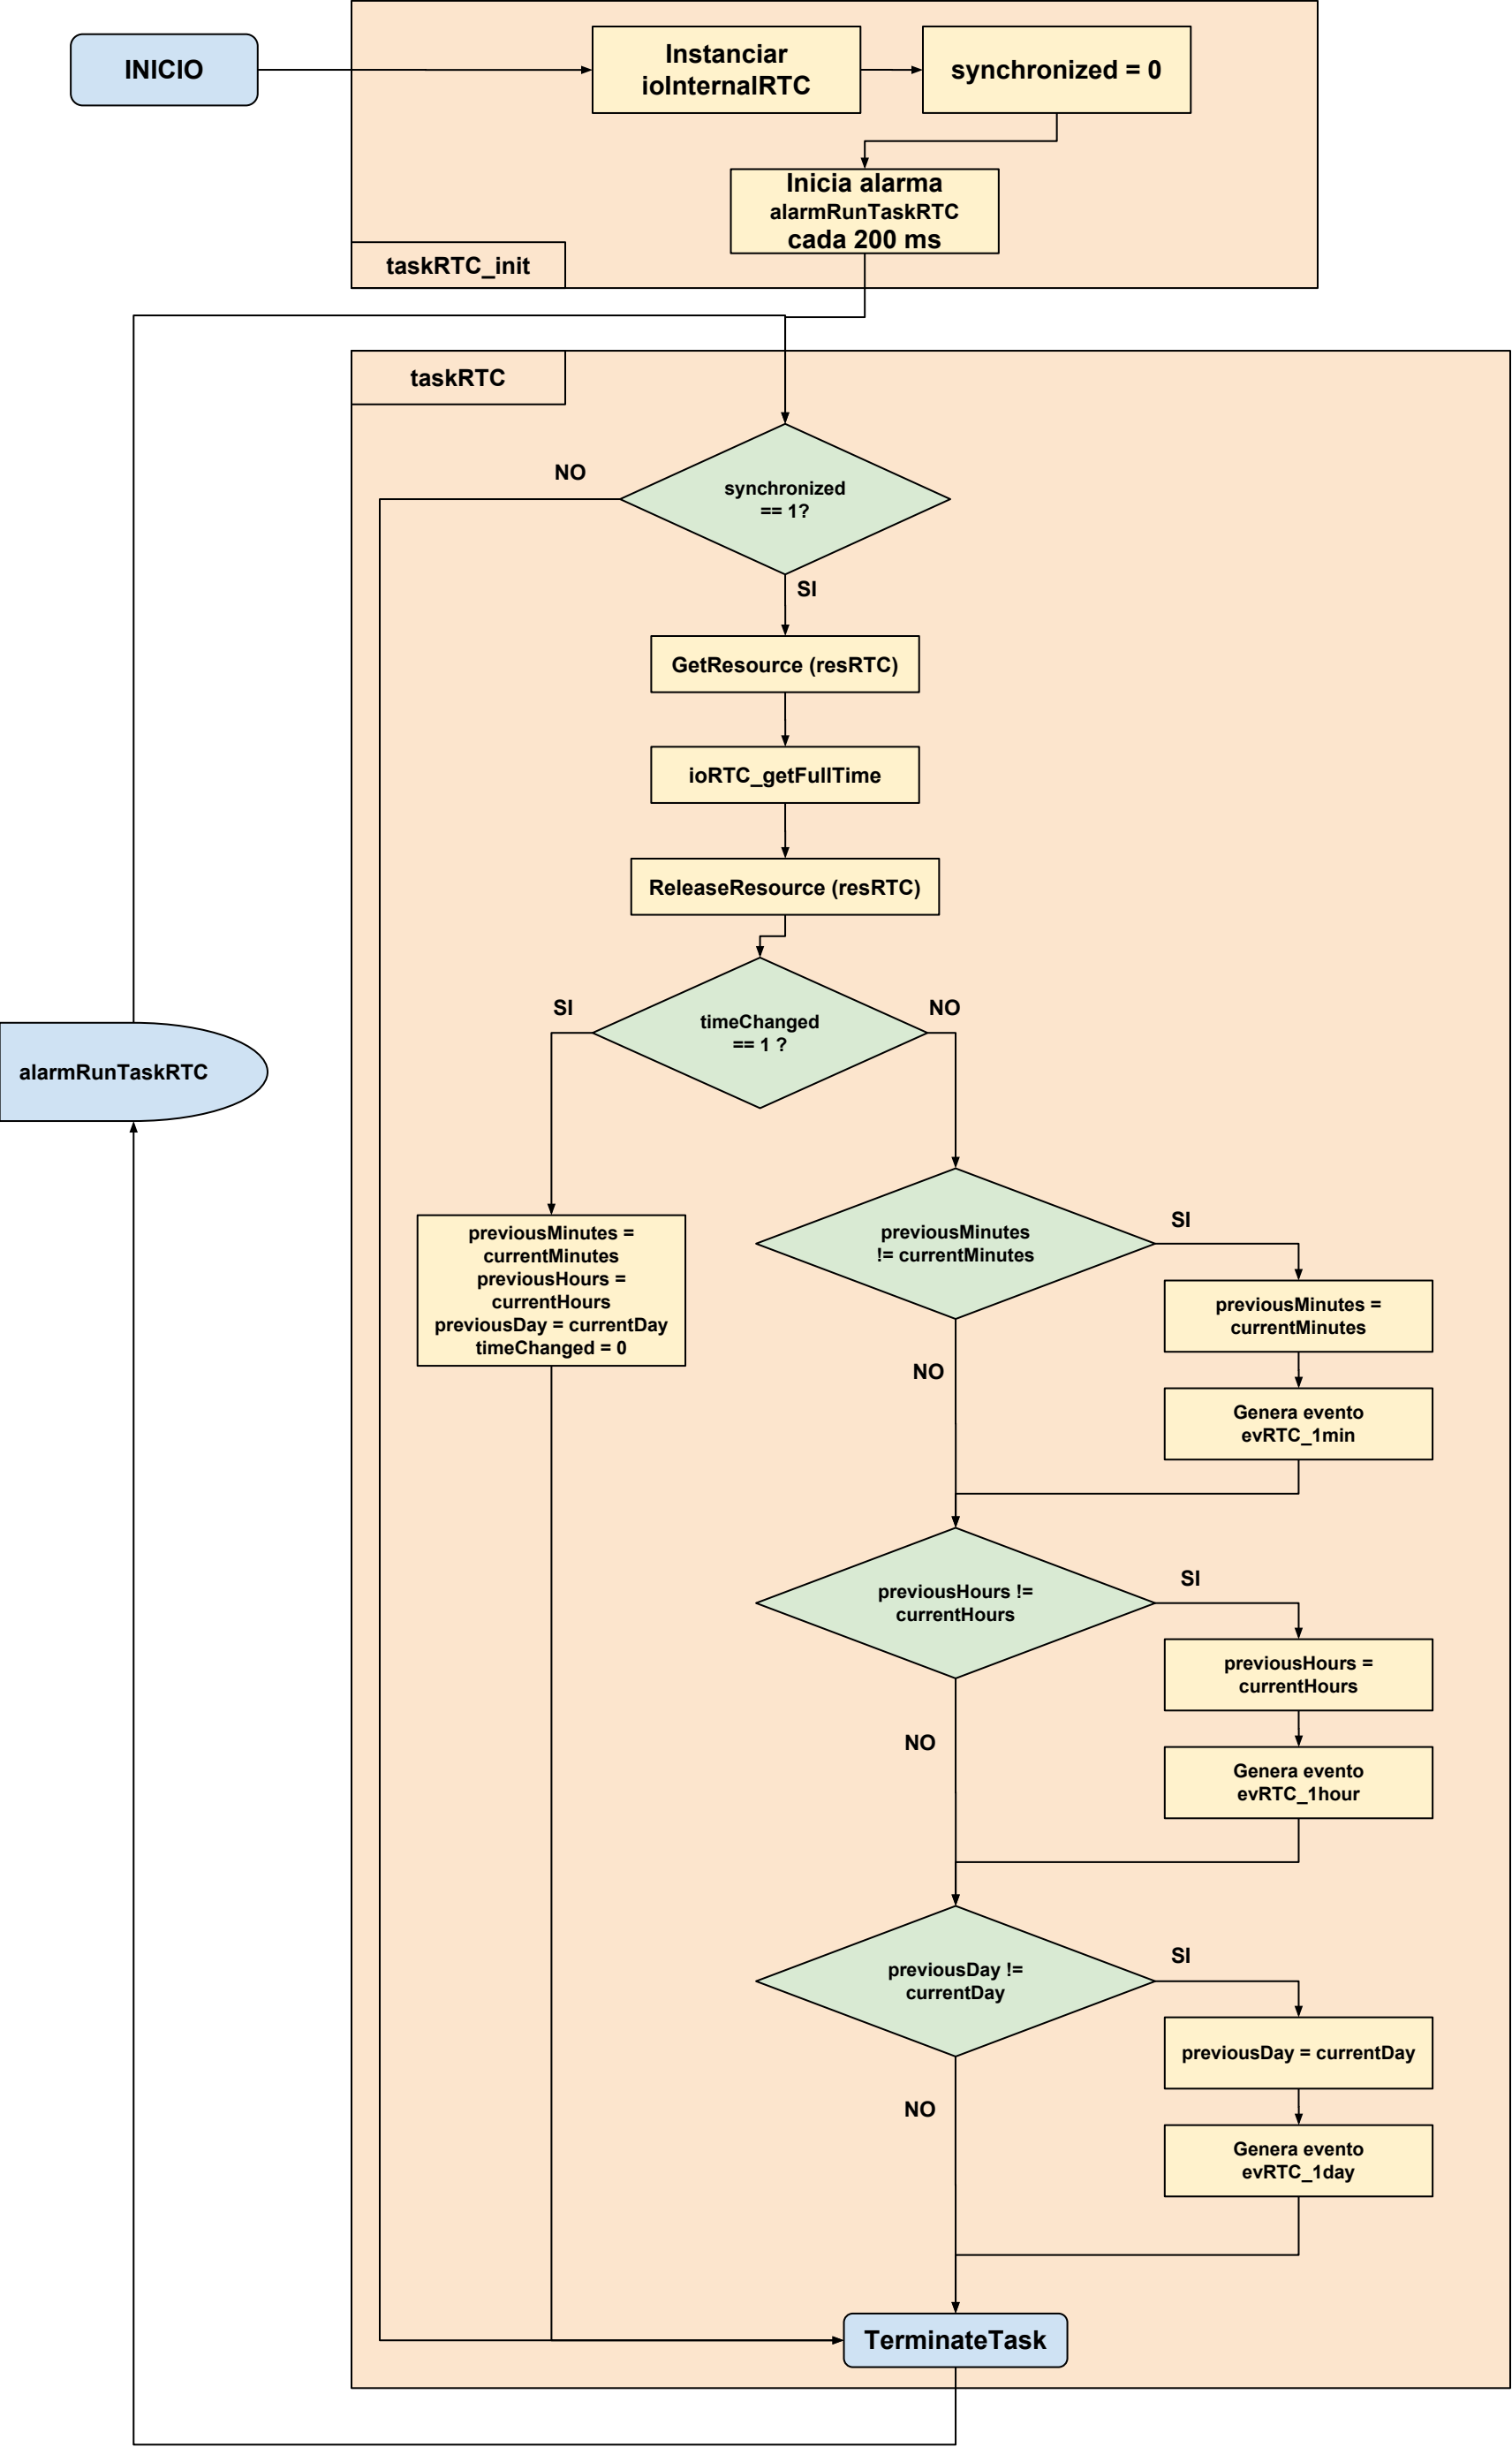 INICIO
Instanciar
ioInternalRTC
synchronized = 0
Inicia alarma
alarmRunTaskRTC
cada 200 ms
taskRTC_init
taskRTC
NO
synchronized
== 1?
SI
GetResource (resRTC)
ioRTC_getFullTime
ReleaseResource (resRTC)
SI
timeChanged
== 1 ?
NO
alarmRunTaskRTC
previousMinutes =
currentMinutes
previousHours =
currentHours
previousDay = currentDay
timeChanged = 0
previousMinutes
!= currentMinutes
SI
previousMinutes =
currentMinutes
NO
Genera evento
evRTC_1min
previousHours !=
currentHours
SI
previousHours =
currentHours
NO
Genera evento
evRTC_1hour
previousDay !=
currentDay
SI
previousDay = currentDay
NO
Genera evento
evRTC_1day
TerminateTask